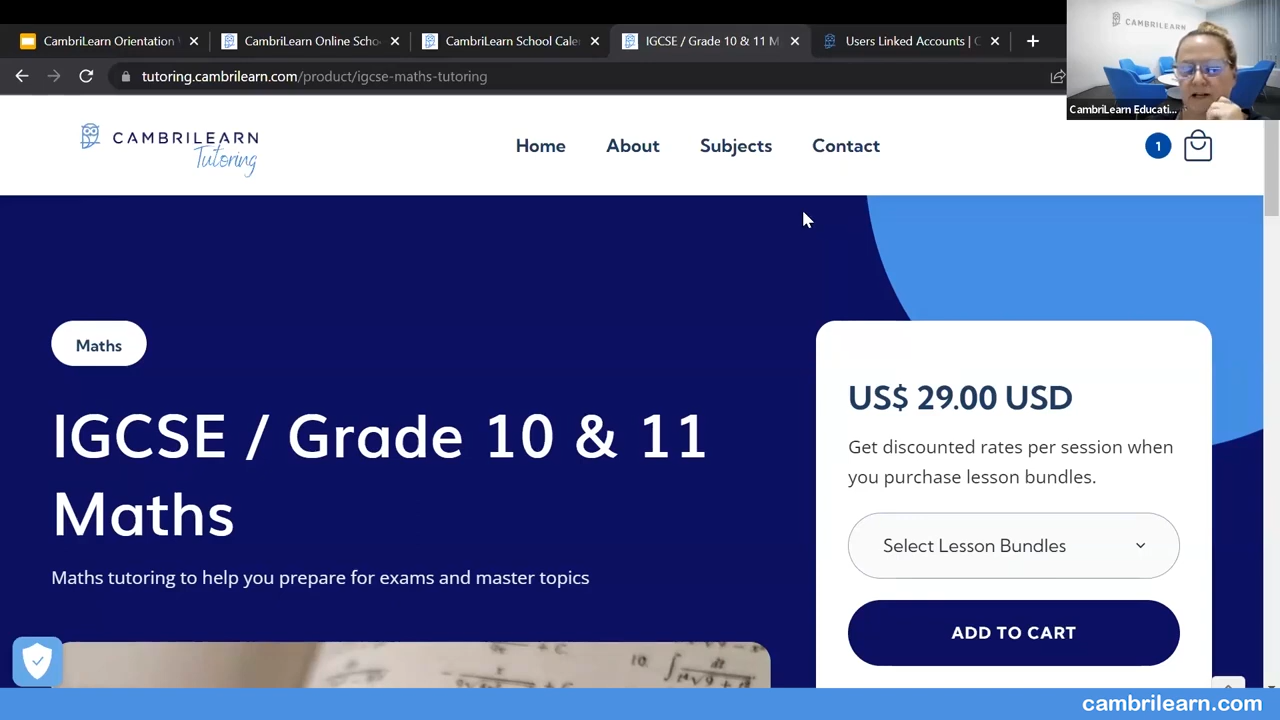 CambriLearn Orientation
CambriLearn Online Schoo
CambriLearn School Caler
IGCSE / Grade 10 & 11 M
Users Linked Accounts | C
tutoring.cambrilearn.com/product/igcse-maths-tutoring
CAMBRILEARN
CambriLearn Educati...
CAMBRILEARN
Tutoring
Home
About
Subjects
Contact
1
Maths
IGCSE / Grade 10 & 11
Maths
Maths tutoring to help you prepare for exams and master topics
US$ 29.00 USD
Get discounted rates per session when
you purchase lesson bundles.
Select Lesson Bundles
ADD TO CART
cambrilearn.com